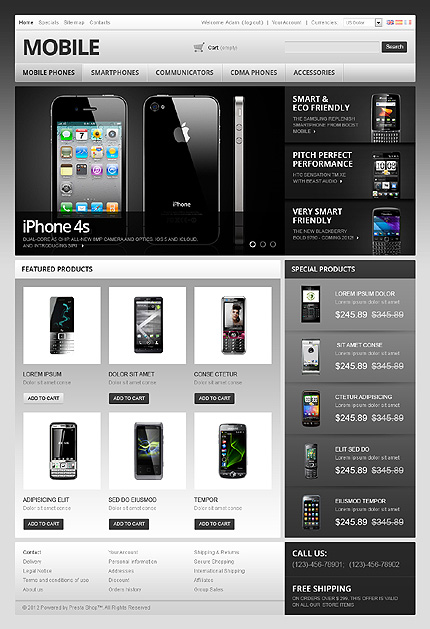 Home Specials Sitemap Contacts
Welcome Adam (logout) | Your Account | Currencies US Dollar
MOBILE
Cart (empty)
Search
MOBILE PHONES SMARTPHONES COMMUNICATORS CDMA PHONES ACCESSORIES
iPhone
iPhone 4s
DUAL-CORE A5 CHIP. ALL-NEW 8MP CAMERA AND OPTICS. IOS 5 AND ICLOUD.
AND INTRODUCING SIRI
SMART &
ECO FRIENDLY
THE SAMSUNG REPLENISH
SMARTPHONE FROM BOOST
MOBILE
PITCH PERFECT
PERFORMANCE
HTC SENSATION TM XE
WITH BEAST AUDIO
VERY SMART
FRIENDLY
THE NEW BLACKBERRY
BOLD 9790 - COMING 2012!
FEATURED PRODUCTS
LOREM IPSUM
Dolor sit amet conse
ADD TO CART
DOLOR SIT AMET
Dolor sit amet conse
ADD TO CART
CONSE CTETUR
Dolor sit amet conse
ADD TO CART
ADIPISICING ELIT
Dolor sit amet conse
ADD TO CART
SED DO EIUSMOD
Dolor sit amet conse
ADD TO CART
TEMPOR
Dolor sit amet conse
ADD TO CART
SPECIAL PRODUCTS
LOREM IPSUM DOLOR
Lorem ipsum dolor sit amet
$245.89 $345.89
SIT AMET CONSE
Lorem ipsum dolor sit amet
$245.89 $345.89
CTETUR ADIPISICING
Lorem ipsum dolor sit amet
$245.89 $345.89
ELIT SED DO
Lorem ipsum dolor sit amet
$245.89 $345.89
EIUSMOD TEMPOR
Lorem ipsum dolor sit amet
$245.89 $345.89
Contact
Delivery
Legal Notice
Terms and conditions of use
About us
Your Account
Personal information
Addresses
Discount
Orders history
Shipping & Returns
Secure Shopping
International Shipping
Affiliates
Group Sales
© 2012 Powered by Presta Shop™. All Rights Reserved
CALL US:
(123)-456-78901; (123)-456-78902
FREE SHIPPING
ON ORDERS OVER $ 299. THIS OFFER IS VALID
ON ALL OUR STORE ITEMS.